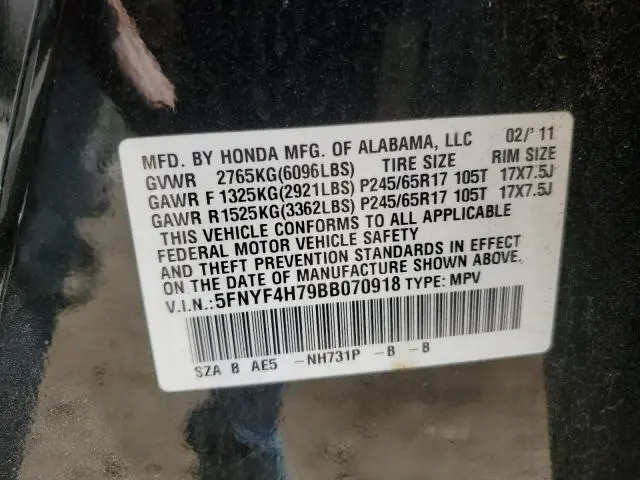 MFD. BY HONDA MFG. OF ALABAMA, LLC 02/'11
GVWR 2765KG(6096LBS) TIRE SIZE RIM SIZE
GAWR F 1325KG(2921LBS) P245/65R17 105T 17X7.5J
GAWR R1525KG(3362LBS) P245/65R17 105T 17X7.5J
THIS VEHICLE CONFORMS TO ALL APPLICABLE
FEDERAL MOTOR VEHICLE SAFETY
AND THEFT PREVENTION STANDARDS IN EFFECT
ON THE DATE OF MANUFACTURE SHOWN ABOVE.
V.I.N.:5FNYF4H79BB070918 TYPE: MPV
SZA B AE5 -NH731P -B -B